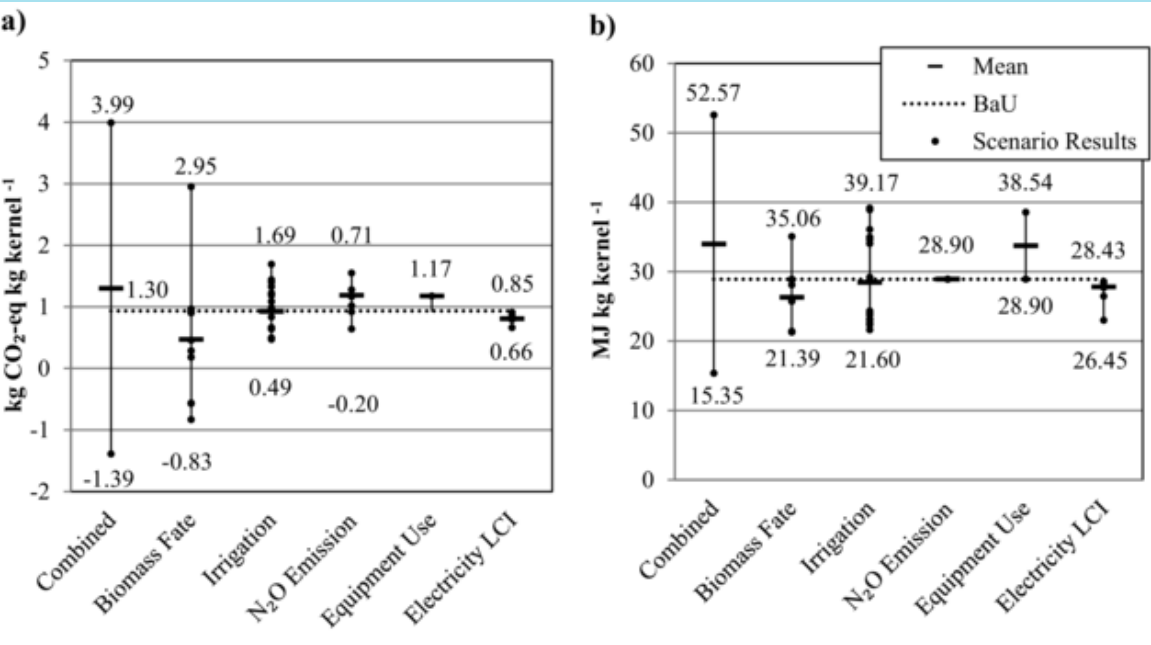 a)
kg CO₂-eq kg kernel ⁻¹
5
4
3
2
1
0
-1
-2
3.99
2.95
1.69
0.71
1.17
0.85
1.30
0.66
0.49
-0.20
-0.83
-1.39
Combined
Biomass Fate
Irrigation
N₂O Emission
Equipment Use
Electricity LCI
b)
MJ kg kernel ⁻¹
60
50
40
30
20
10
0
Mean
BaU
Scenario Results
52.57
39.17
38.54
35.06
28.90
28.43
28.90
21.39
21.60
26.45
15.35
Combined
Biomass Fate
Irrigation
N₂O Emission
Equipment Use
Electricity LCI